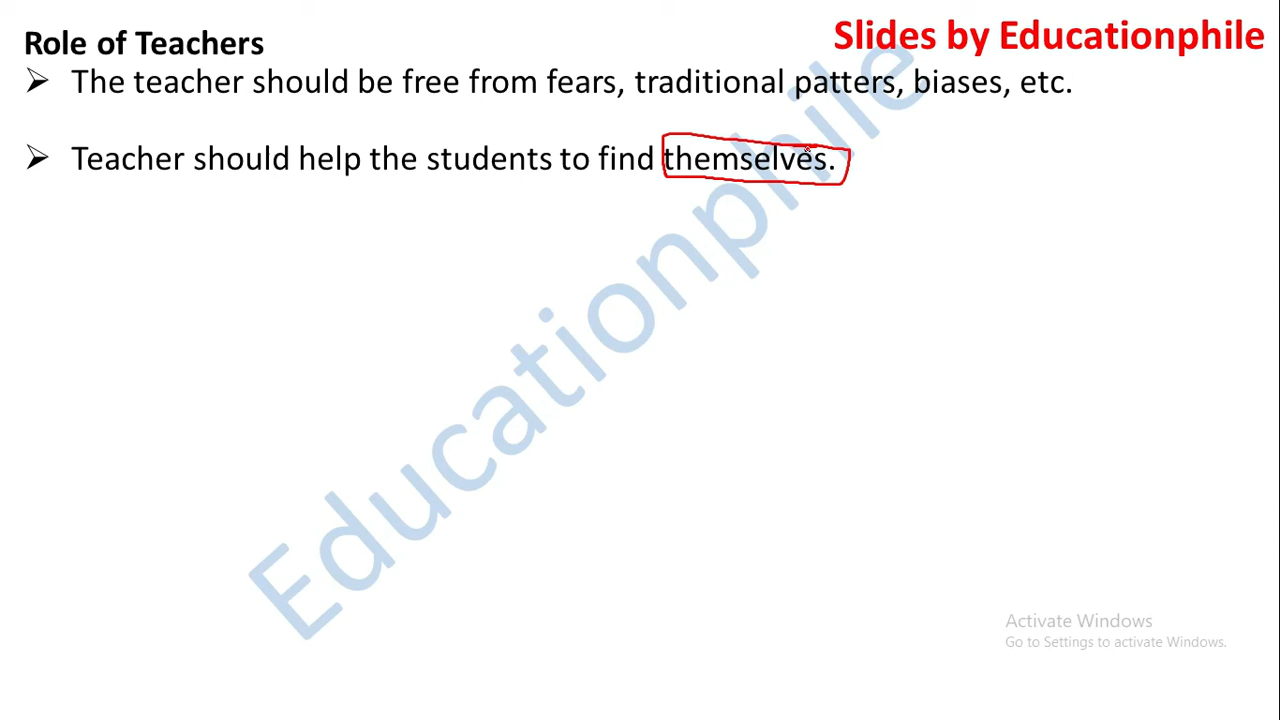 Role of Teachers
Slides by Educationphile
➢ The teacher should be free from fears, traditional patters, biases, etc.
➢ Teacher should help the students to find themselves.
Educationphile
Activate Windows
Go to Settings to activate Windows.